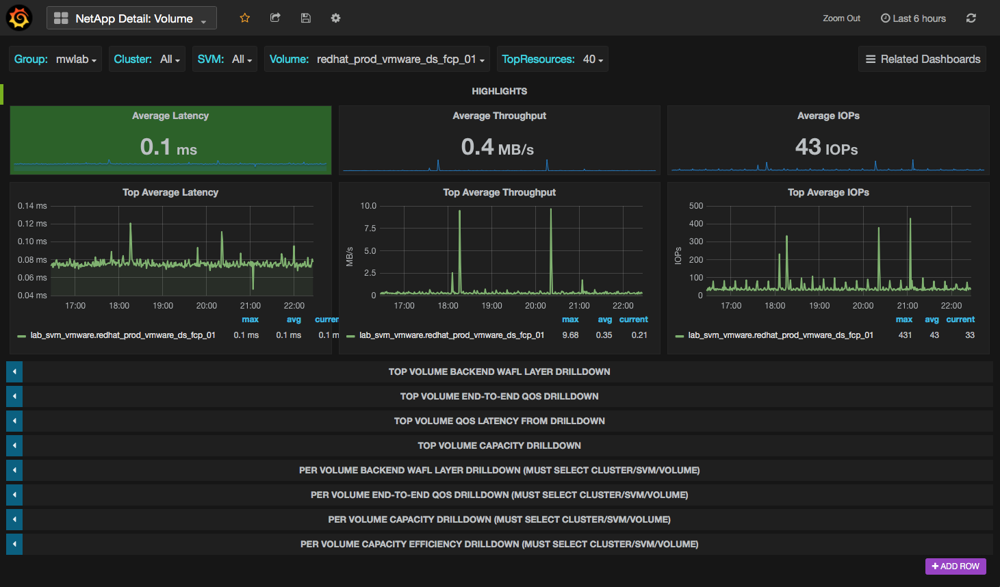 NetApp Detail: Volume
Zoom Out
Last 6 hours
Group: mwlab
Cluster: All
SVM: All
Volume: redhat_prod_vmware_ds_fcp_01
TopResources: 40
Related Dashboards
HIGHLIGHTS
Average Latency
0.1 ms
Average Throughput
0.4 MB/s
Average IOPs
43 IOPs
Top Average Latency
0.14 ms
0.12 ms
0.10 ms
0.08 ms
0.06 ms
0.04 ms
17:00 18:00 19:00 20:00 21:00 22:00
max avg curren
lab_svm_vmware.redhat_prod_vmware_ds_fcp_01 0.1 ms 0.1 ms 0.1 m
Top Average Throughput
MB/s
10.0
7.5
5.0
2.5
0
17:00 18:00 19:00 20:00 21:00 22:00
max avg current
lab_svm_vmware.redhat_prod_vmware_ds_fcp_01 9.68 0.35 0.21
Top Average IOPs
IOPs
500
400
300
200
100
0
17:00 18:00 19:00 20:00 21:00 22:00
max avg current
lab_svm_vmware.redhat_prod_vmware_ds_fcp_01 431 43 33
TOP VOLUME BACKEND WAFL LAYER DRILLDOWN
TOP VOLUME END-TO-END QOS DRILLDOWN
TOP VOLUME QOS LATENCY FROM DRILLDOWN
TOP VOLUME CAPACITY DRILLDOWN
PER VOLUME BACKEND WAFL LAYER DRILLDOWN (MUST SELECT CLUSTER/SVM/VOLUME)
PER VOLUME END-TO-END QOS DRILLDOWN (MUST SELECT CLUSTER/SVM/VOLUME)
PER VOLUME CAPACITY DRILLDOWN (MUST SELECT CLUSTER/SVM/VOLUME)
PER VOLUME CAPACITY EFFICIENCY DRILLDOWN (MUST SELECT CLUSTER/SVM/VOLUME)
+ ADD ROW